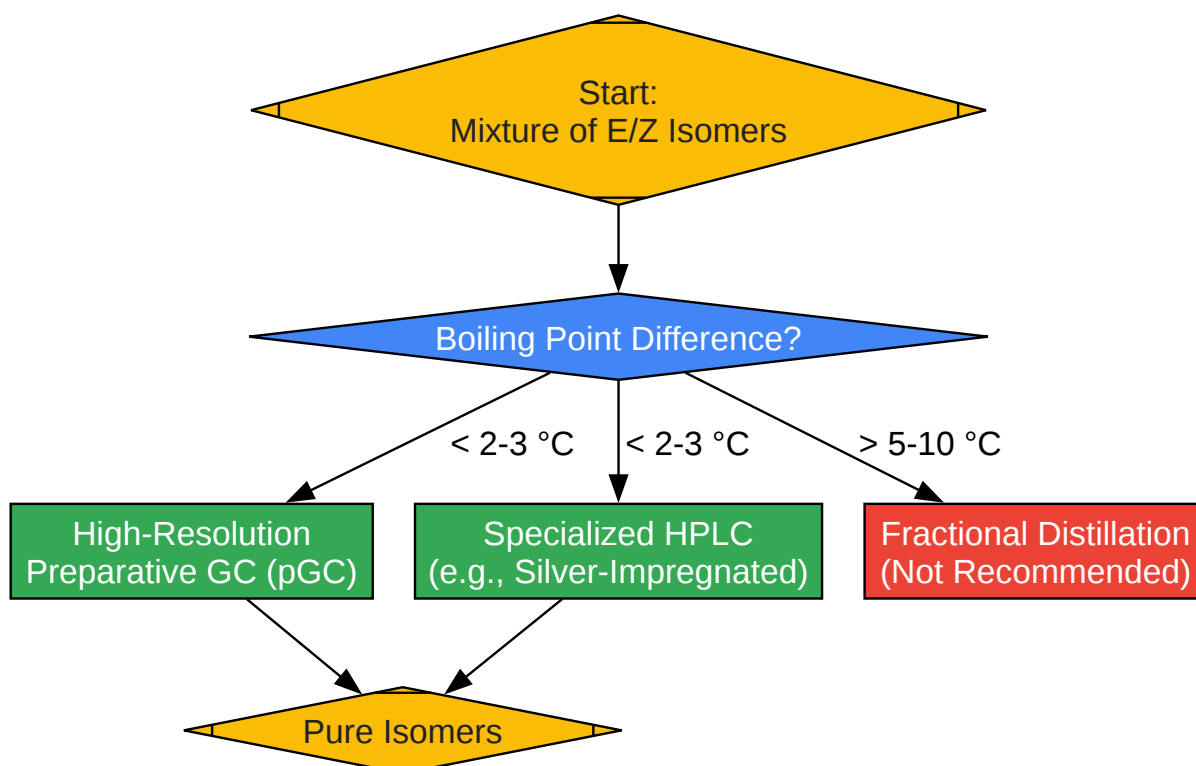 Start:
Mixture of E/Z Isomers
Boiling Point Difference?
< 2-3 °C
< 2-3 °C
> 5-10 °C
High-Resolution
Preparative GC (pGC)
Specialized HPLC
(e.g., Silver-Impregnated)
Fractional Distillation
(Not Recommended)
Pure Isomers